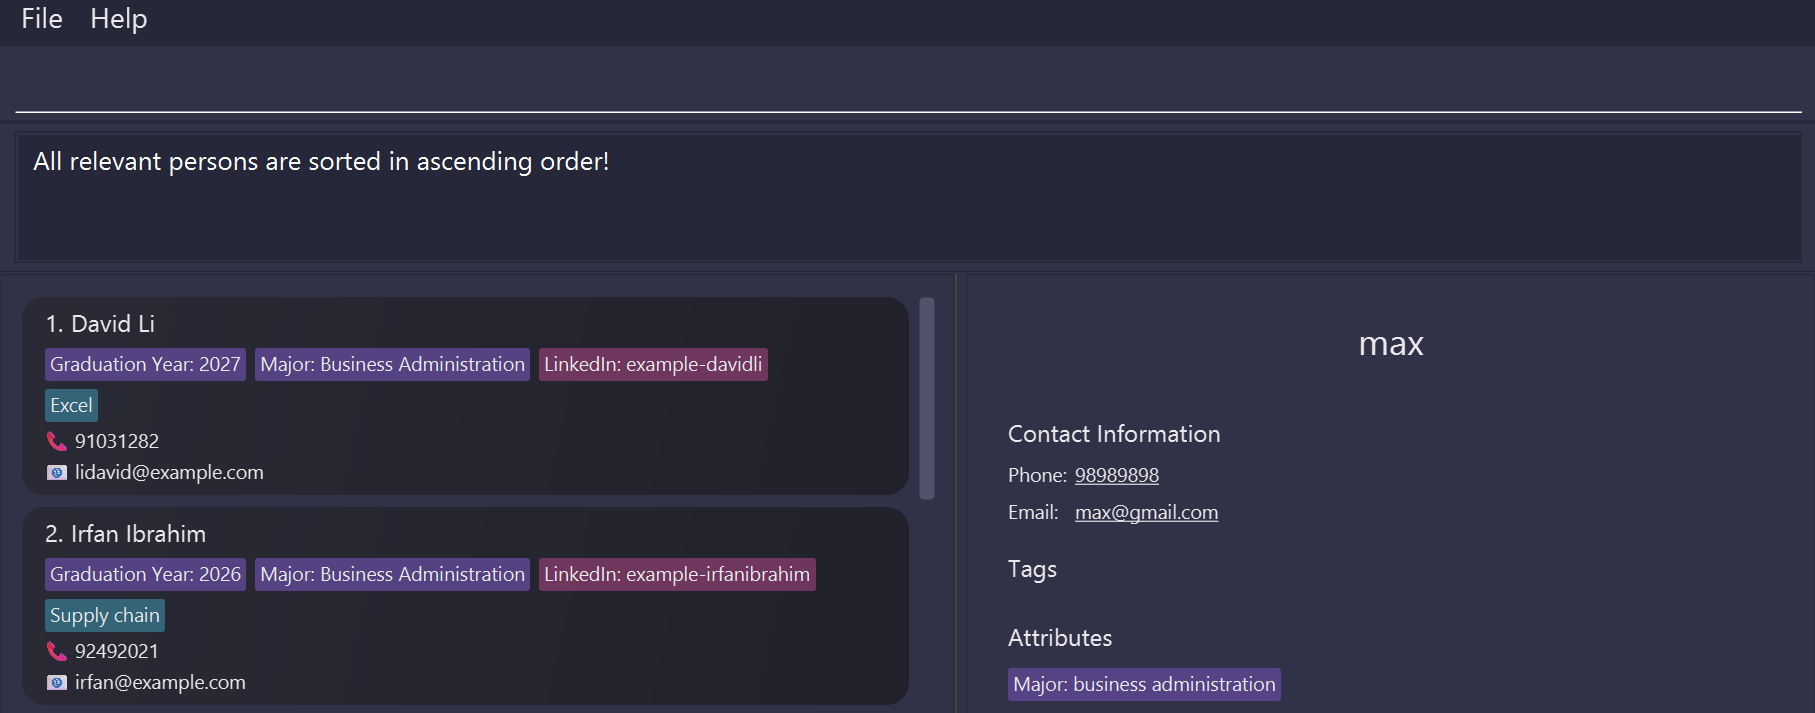 File Help
All relevant persons are sorted in ascending order!
1. David Li
Graduation Year: 2027 Major: Business Administration LinkedIn: example-davidli
Excel
91031282
lidavid@example.com
2. Irfan Ibrahim
Graduation Year: 2026 Major: Business Administration LinkedIn: example-irfanibrahim
Supply chain
92492021
irfan@example.com
max
Contact Information
Phone: 98989898
Email: max@gmail.com
Tags
Attributes
Major: business administration